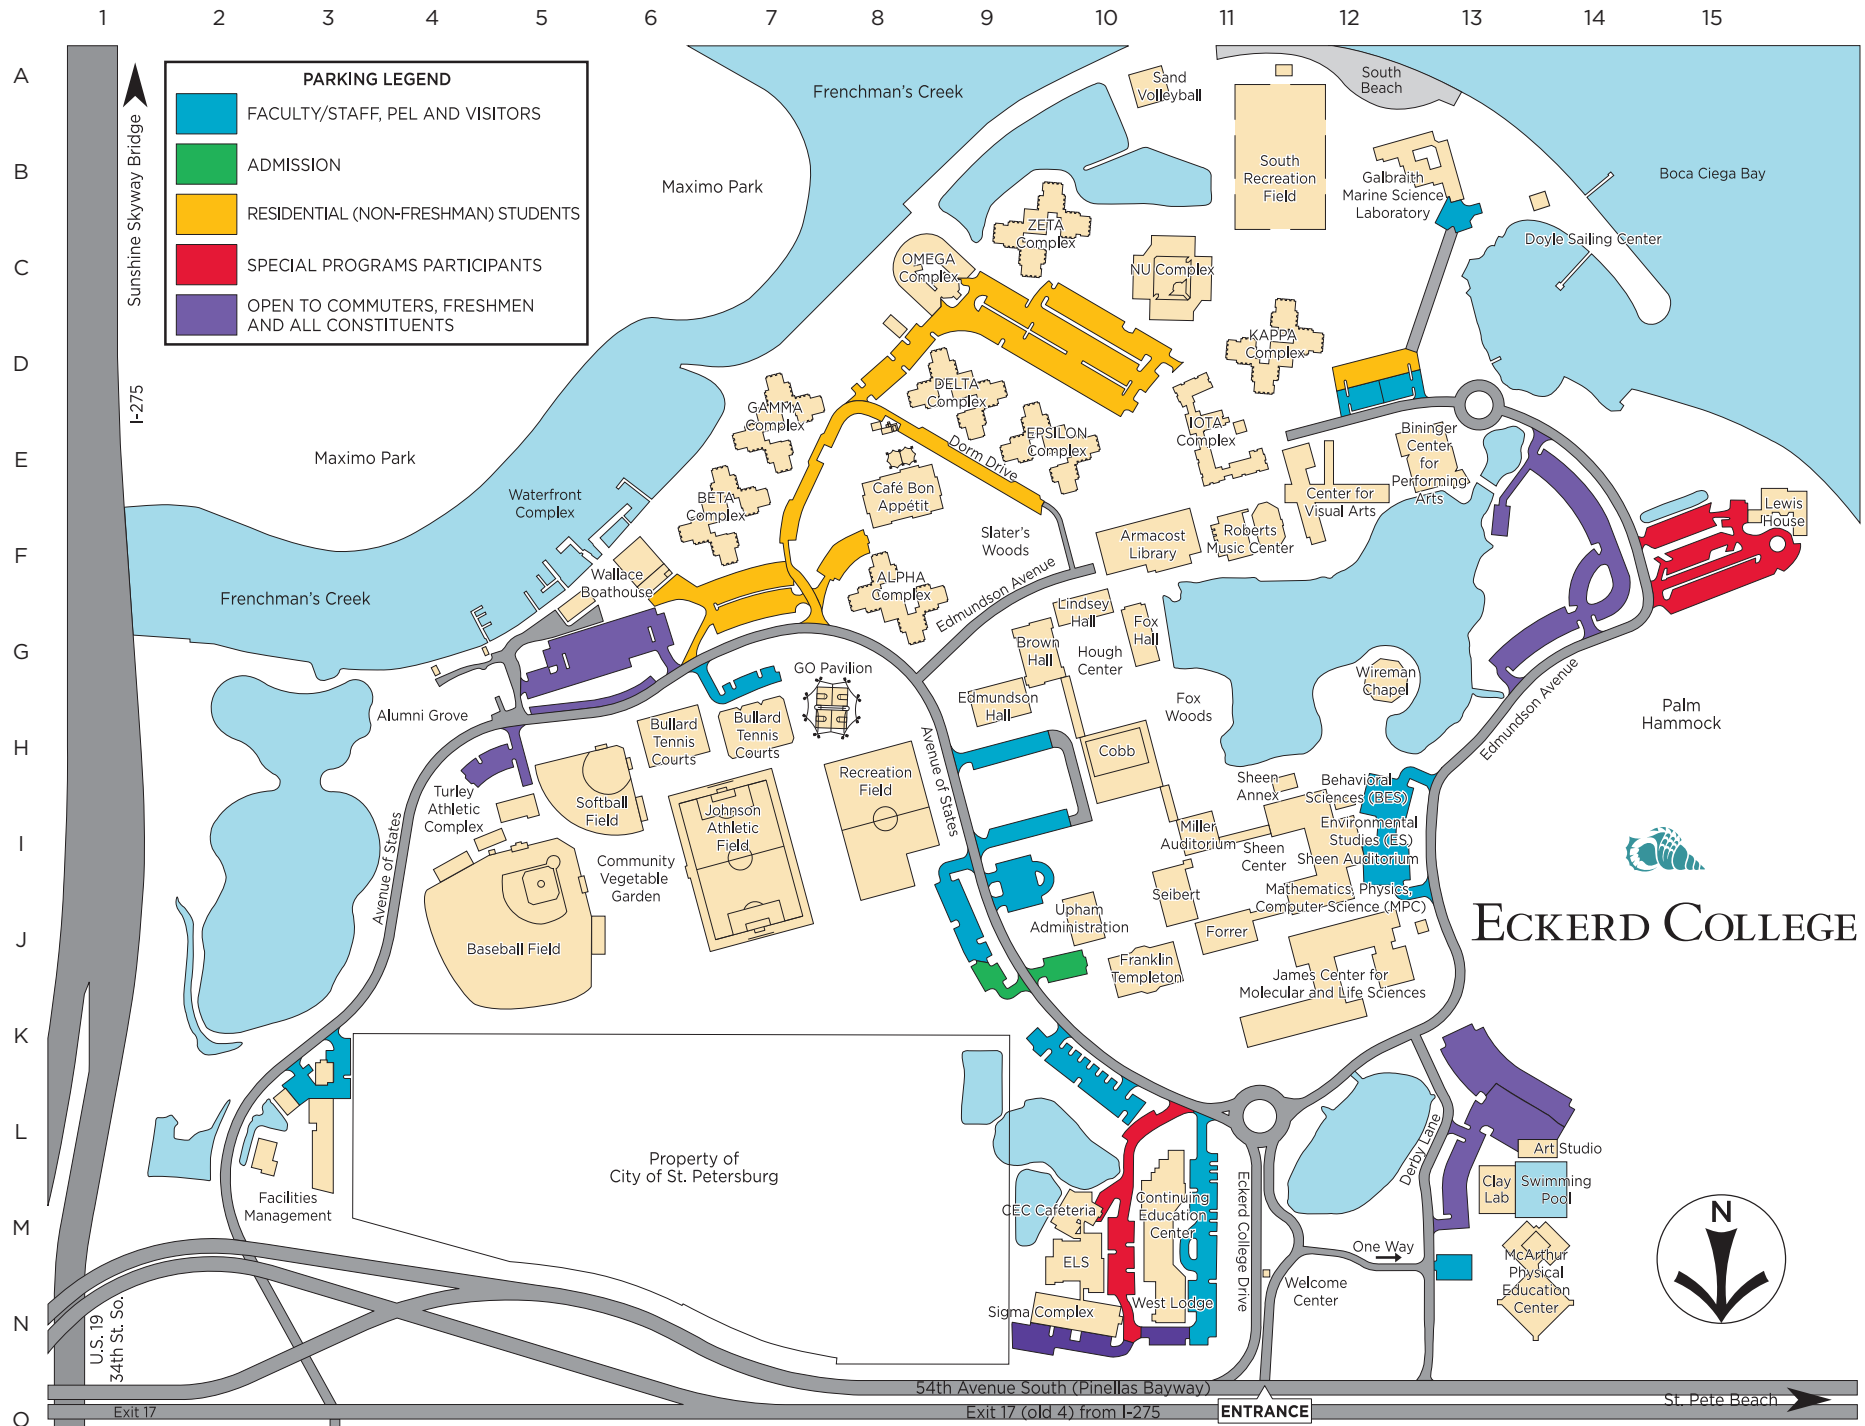 1 2 3 4 5 6 7 8 9 10 11 12 13 14 15
A
B
C
D
E
F
G
H
I
J
K
L
M
N
O
PARKING LEGEND
FACULTY/STAFF, PEL AND VISITORS
ADMISSION
RESIDENTIAL (NON-FRESHMAN) STUDENTS
SPECIAL PROGRAMS PARTICIPANTS
OPEN TO COMMUTERS, FRESHMEN
AND ALL CONSTITUENTS
Sunshine Skyway Bridge
I-275
Frenchman's Creek
Sand
Volleyball
South
Beach
Maximo Park
South
Recreation
Field
Galbraith
Marine Science
Laboratory
Boca Ciega Bay
Doyle Sailing Center
ZETA
Complex
OMEGA
Complex
NU Complex
KAPPA
Complex
DELTA
Complex
GAMMA
Complex
EPSILON
Complex
IOTA
Complex
Bininger
Center
for
Performing
Arts
Dorm Drive
Maximo Park
Waterfront
Complex
BETA
Complex
Café Bon
Appétit
Center for
Visual Arts
Lewis
House
Slater's
Woods
Armacost
Library
Roberts
Music Center
Wallace
Boathouse
ALPHA
Complex
Edmundson Avenue
Frenchman's Creek
Lindsey
Hall
Fox
Hall
Brown
Hall
Hough
Center
GO Pavilion
Wireman
Chapel
Edmundson
Hall
Fox
Woods
Edmundson Avenue
Palm
Hammock
Alumni Grove
Bullard
Tennis
Courts
Bullard
Tennis
Courts
Avenue of States
Cobb
Recreation
Field
Sheen
Annex
Behavioral
Sciences (BES)
Turley
Athletic
Complex
Softball
Field
Johnson
Athletic
Field
Miller
Auditorium
Environmental
Studies (ES)
Sheen
Center
Sheen Auditorium
Community
Vegetable
Garden
Avenue of States
Seibert
Mathematics, Physics,
Computer Science (MPC)
Upham
Administration
Forrer
Baseball Field
Franklin
Templeton
James Center for
Molecular and Life Sciences
ECKERD COLLEGE
Property of
City of St. Petersburg
Facilities
Management
Derby Lane
Art Studio
Clay
Lab
Swimming
Pool
CEC Cafeteria
Continuing
Education
Center
Eckerd College Drive
ELS
One Way
Welcome
Center
McArthur
Physical
Education
Center
N
Sigma Complex
West Lodge
U.S. 19
34th St. So.
54th Avenue South (Pinellas Bayway)
St. Pete Beach
Exit 17
Exit 17 (old 4) from I-275
ENTRANCE